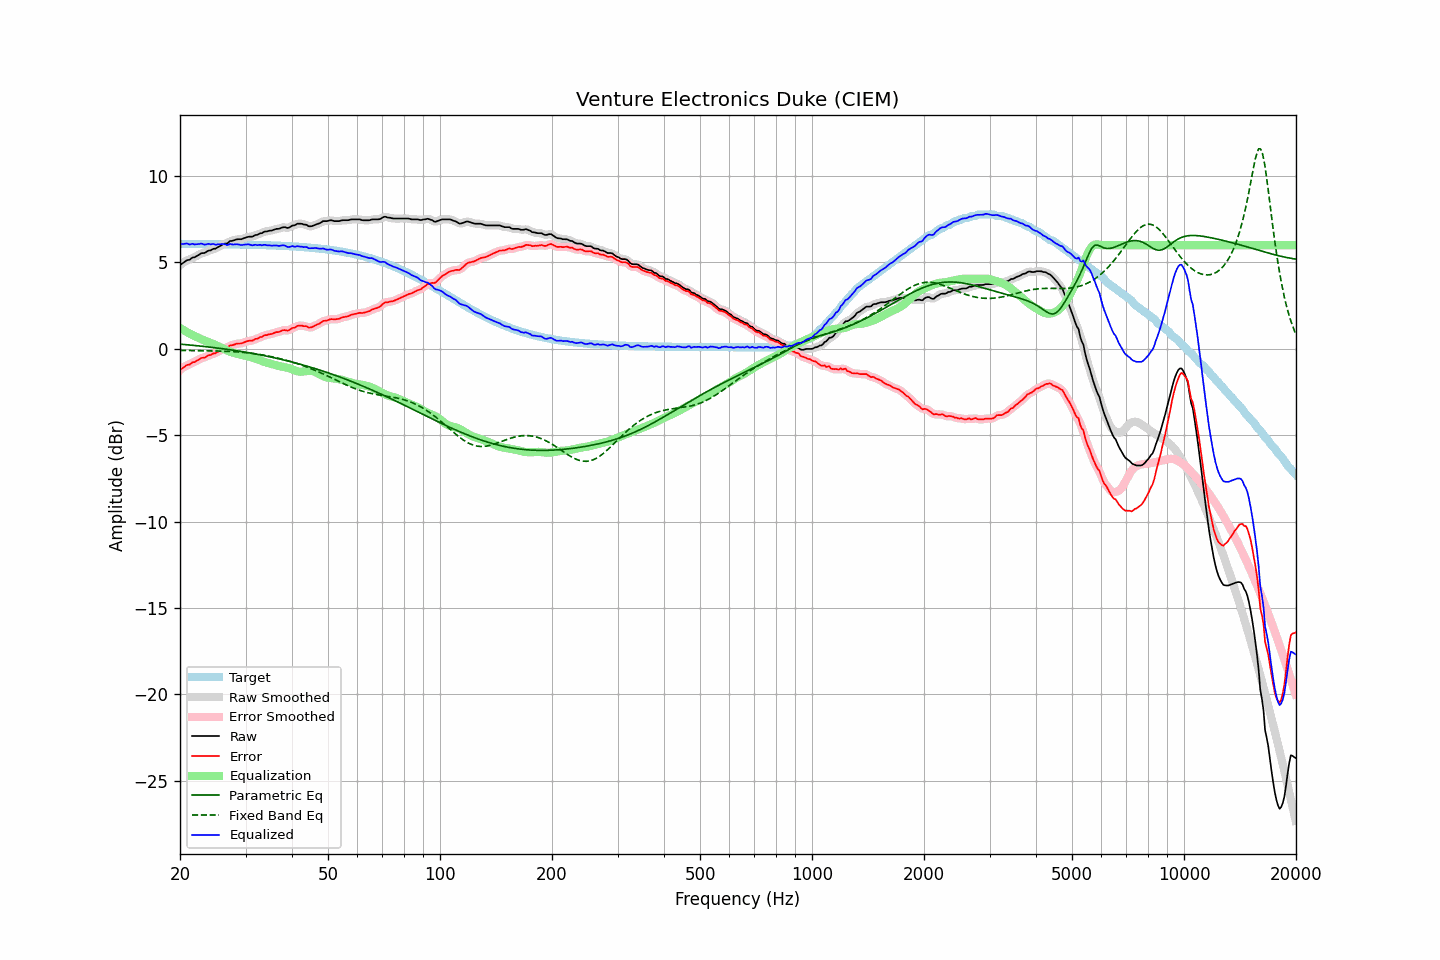 Venture Electronics Duke (CIEM)
Amplitude (dBr)
10
5
0
−5
−10
−15
−20
−25
Target
Raw Smoothed
Error Smoothed
Raw
Error
Equalization
Parametric Eq
Fixed Band Eq
Equalized
20 50 100 200 500 1000 2000 5000 10000 20000
Frequency (Hz)